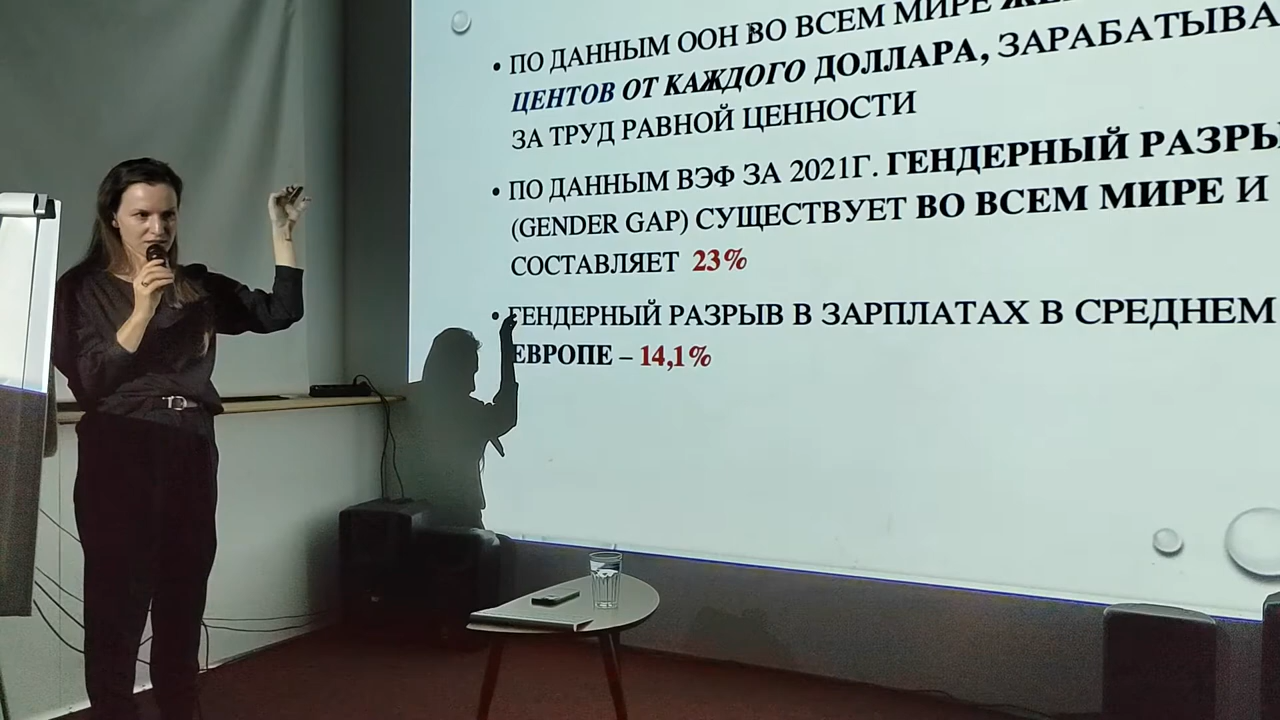 • ПО ДАННЫМ ООН ВО ВСЕМ МИРЕ
ЦЕНТОВ ОТ КАЖДОГО ДОЛЛАРА, ЗАРАБАТЫВА
ЗА ТРУД РАВНОЙ ЦЕННОСТИ
• ПО ДАННЫМ ВЭФ ЗА 2021Г. ГЕНДЕРНЫЙ РАЗРЫ
(GENDER GAP) СУЩЕСТВУЕТ ВО ВСЕМ МИРЕ И
СОСТАВЛЯЕТ 23%
• ГЕНДЕРНЫЙ РАЗРЫВ В ЗАРПЛАТАХ В СРЕДНЕМ
ЕВРОПЕ – 14,1%